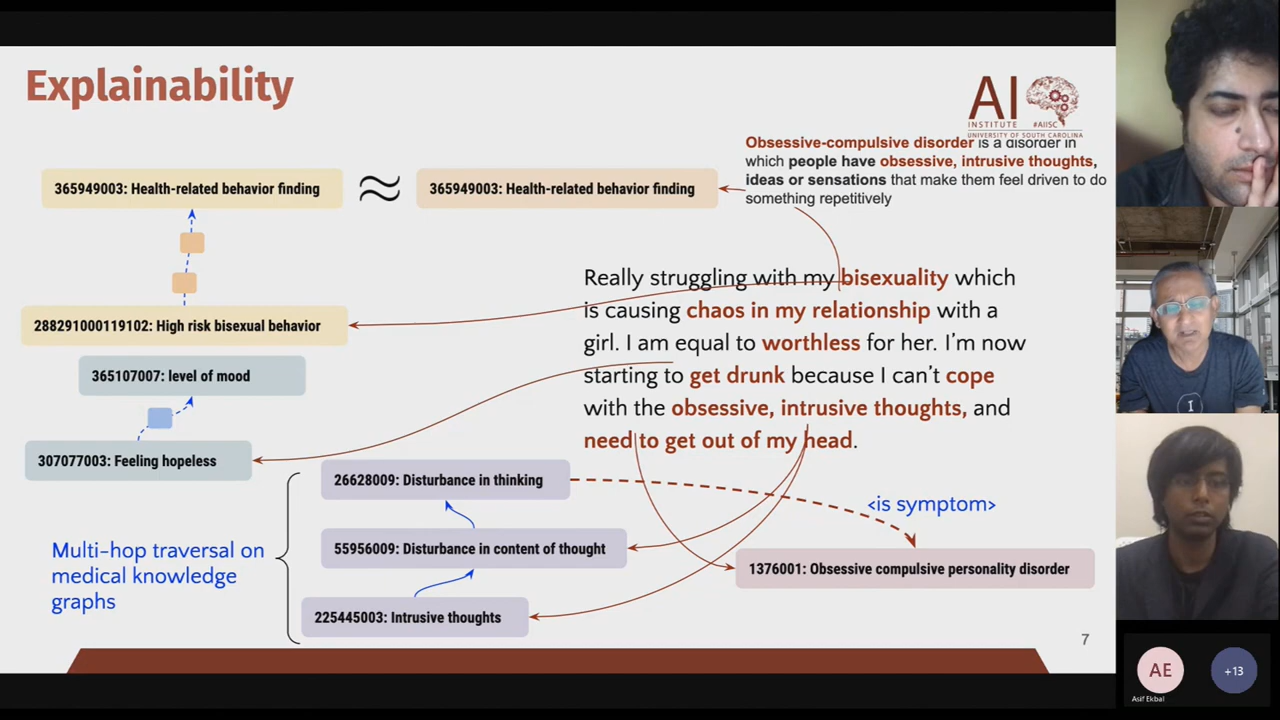 Explainability
AI
INSTITUTE #AIISC
UNIVERSITY OF SOUTH CAROLINA
Obsessive-compulsive disorder is a disorder in
which people have obsessive, intrusive thoughts,
ideas or sensations that make them feel driven to do
something repetitively
365949003: Health-related behavior finding
≈
365949003: Health-related behavior finding
Really struggling with my bisexuality which
is causing chaos in my relationship with a
girl. I am equal to worthless for her. I'm now
starting to get drunk because I can't cope
with the obsessive, intrusive thoughts, and
need to get out of my head.
288291000119102: High risk bisexual behavior
365107007: level of mood
307077003: Feeling hopeless
26628009: Disturbance in thinking
<is symptom>
55956009: Disturbance in content of thought
1376001: Obsessive compulsive personality disorder
225445003: Intrusive thoughts
Multi-hop traversal on
medical knowledge
graphs
7
AE
Asif Ekbal
+13